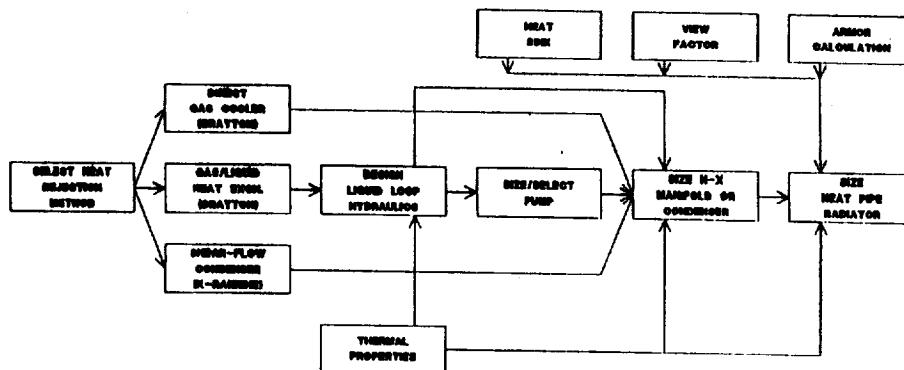 HEAT
SINK
VIEW
FACTOR
ARMOR
CALCULATION
DIRECT
GAS COOLER
(BRAYTON)
SELECT HEAT
REJECTION
METHOD
GAS/LIQUID
HEAT EXCH.
(BRAYTON)
DESIGN
LIQUID LOOP
HYDRAULICS
SIZE/SELECT
PUMP
SIZE H-X
MANIFOLD OR
CONDENSER
SIZE
HEAT PIPE
RADIATOR
SHEAR-FLOW
CONDENSER
(K-RANKINE)
THERMAL
PROPERTIES